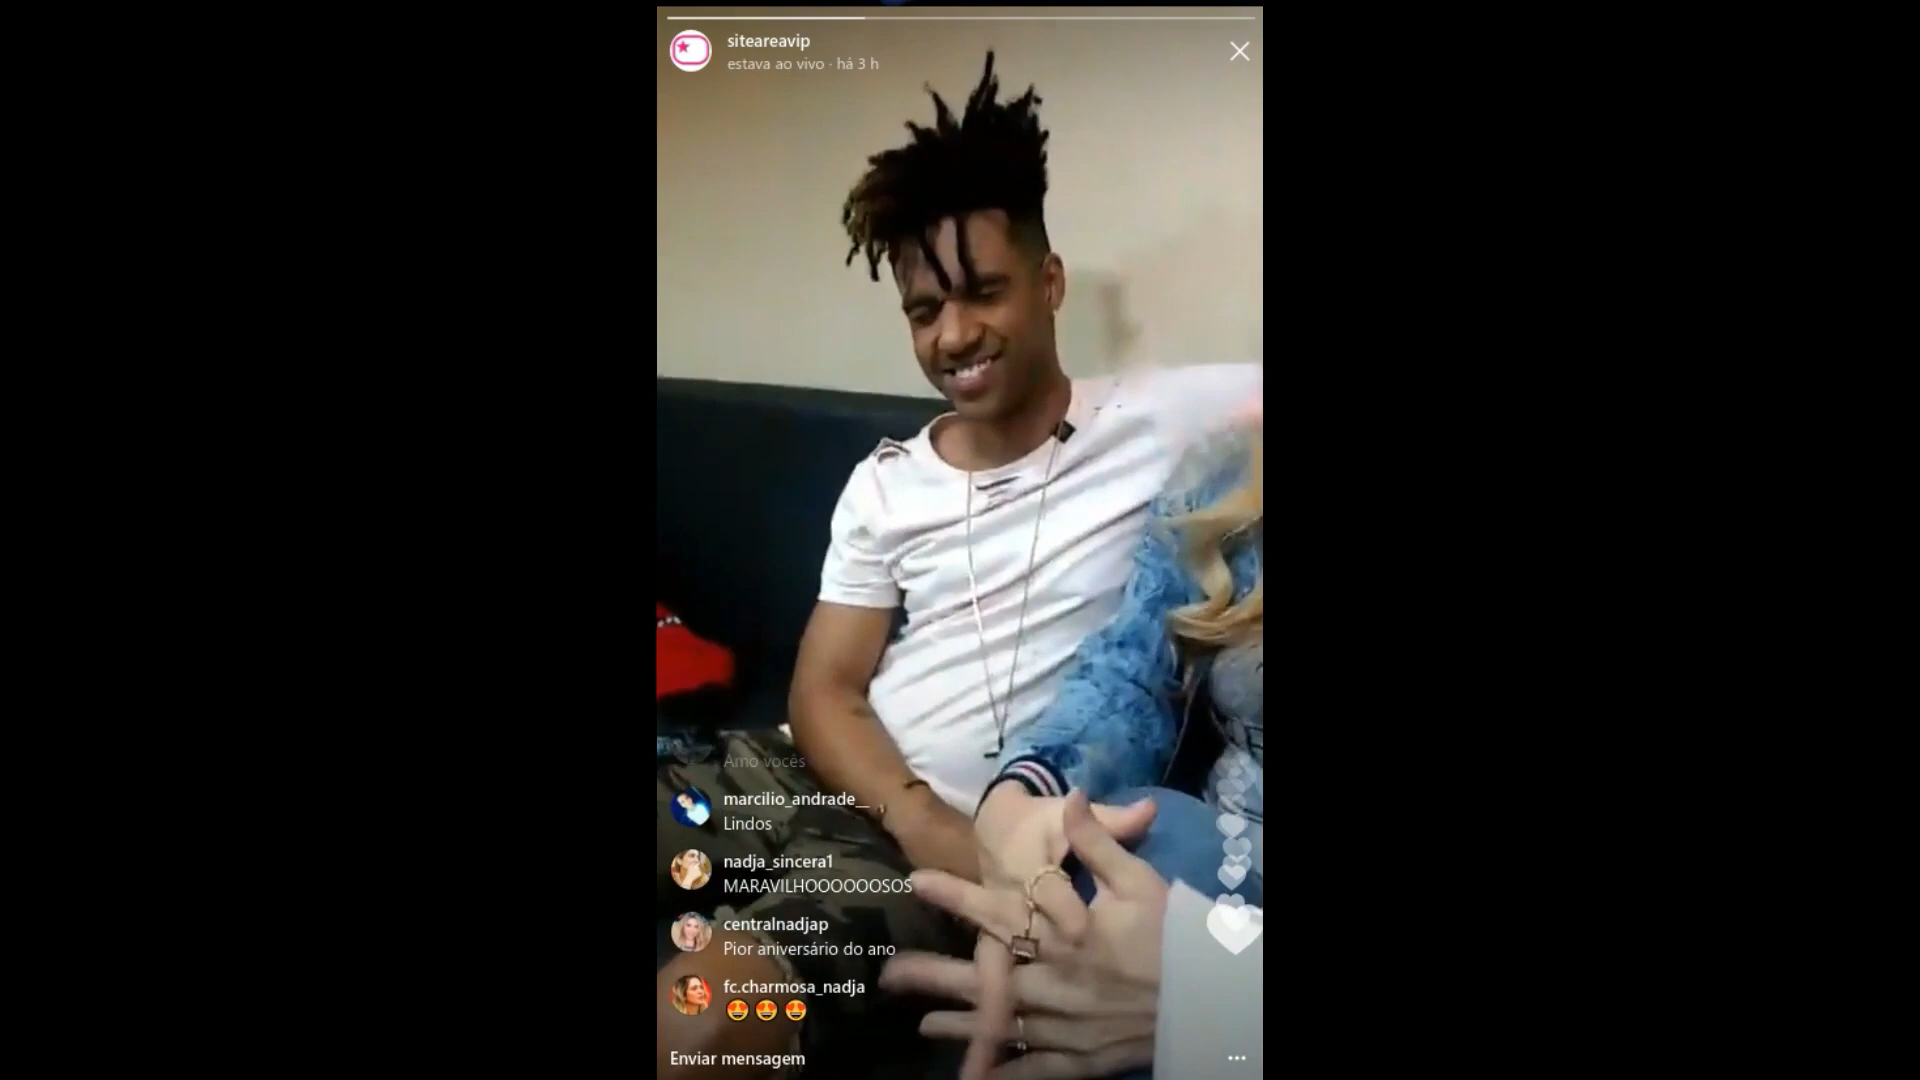 siteareavip
estava ao vivo · há 3 h
Amo vocês
marcilio_andrade__
Lindos
nadja_sincera1
MARAVILHOOOOOOSOS
centralnadjap
Pior aniversário do ano
fc.charmosa_nadja
😍 😍 😍
Enviar mensagem